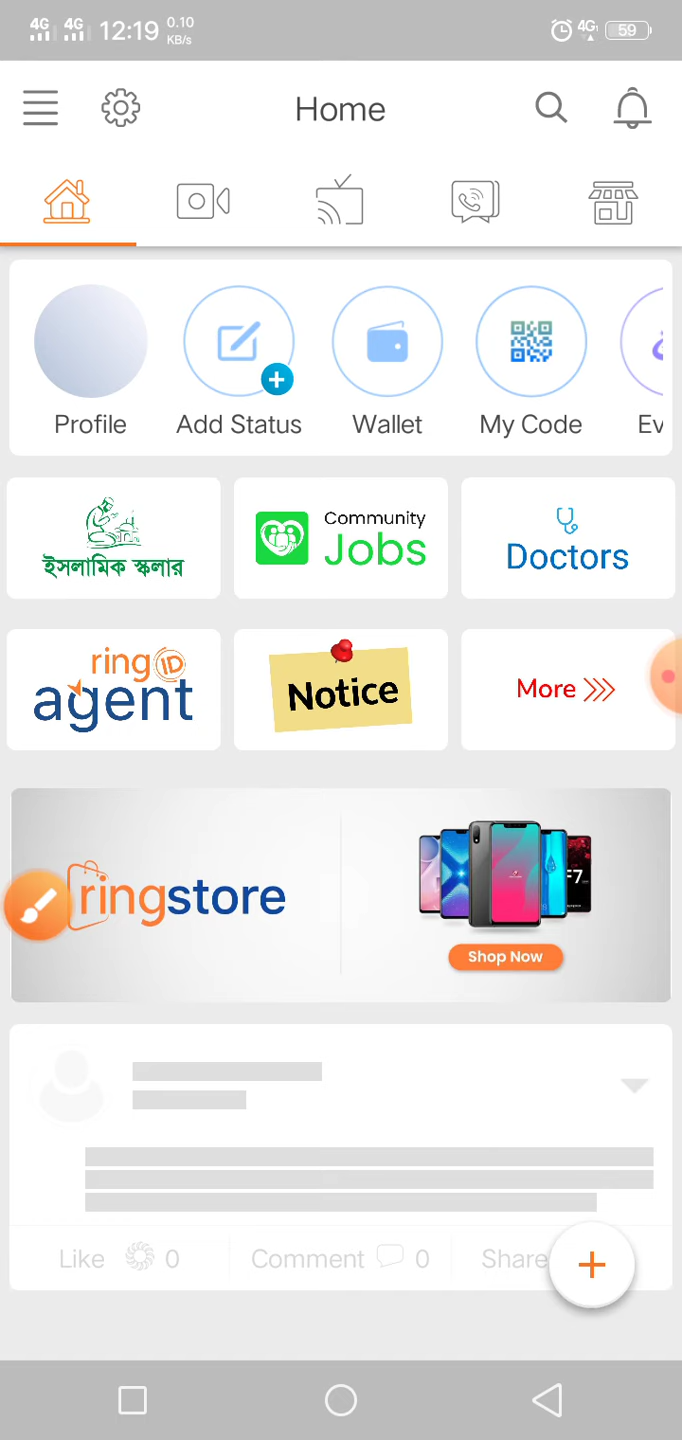 4G 4G 12:19 0.10 KB/s 4G 59
Home
Profile Add Status Wallet My Code Ev
ইসলামিক স্কলার
Community
Jobs
Doctors
ring ID
agent
Notice
More
ringstore
F7
Shop Now
Like 0 Comment 0 Share